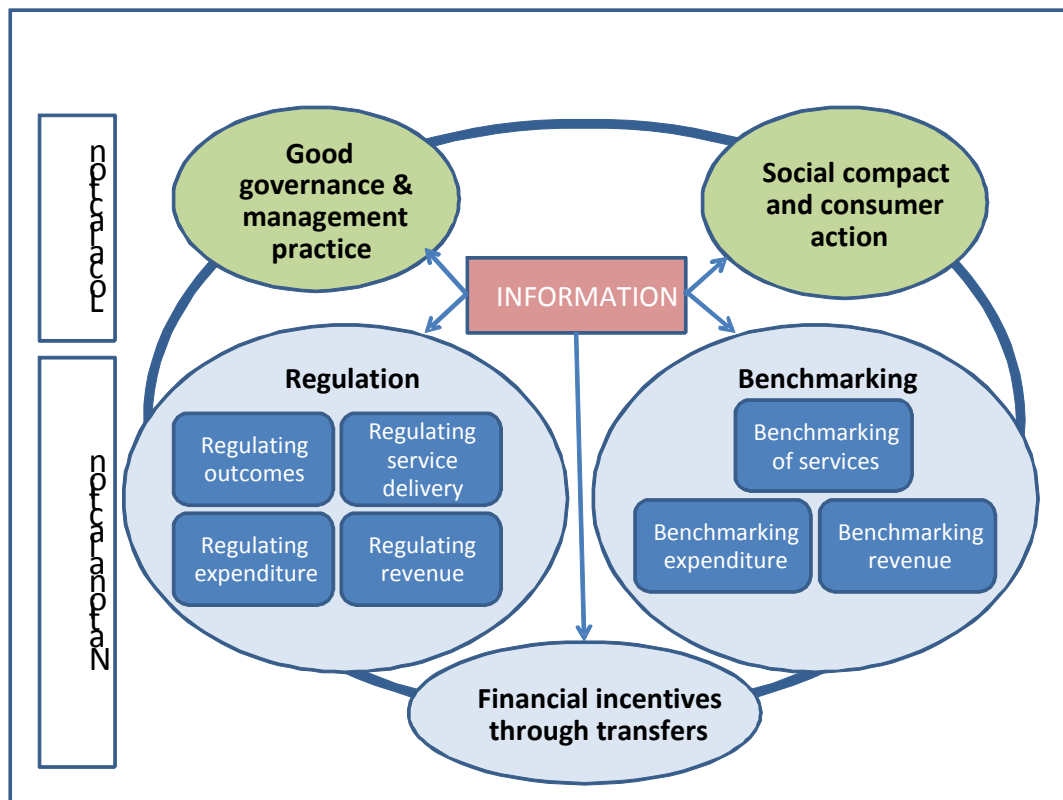 Local action
Good
governance &
management
practice
Social compact
and consumer
action
INFORMATION
National action
Regulation
Regulating
outcomes
Regulating
service
delivery
Regulating
expenditure
Regulating
revenue
Benchmarking
Benchmarking
of services
Benchmarking
expenditure
Benchmarking
revenue
Financial incentives
through transfers